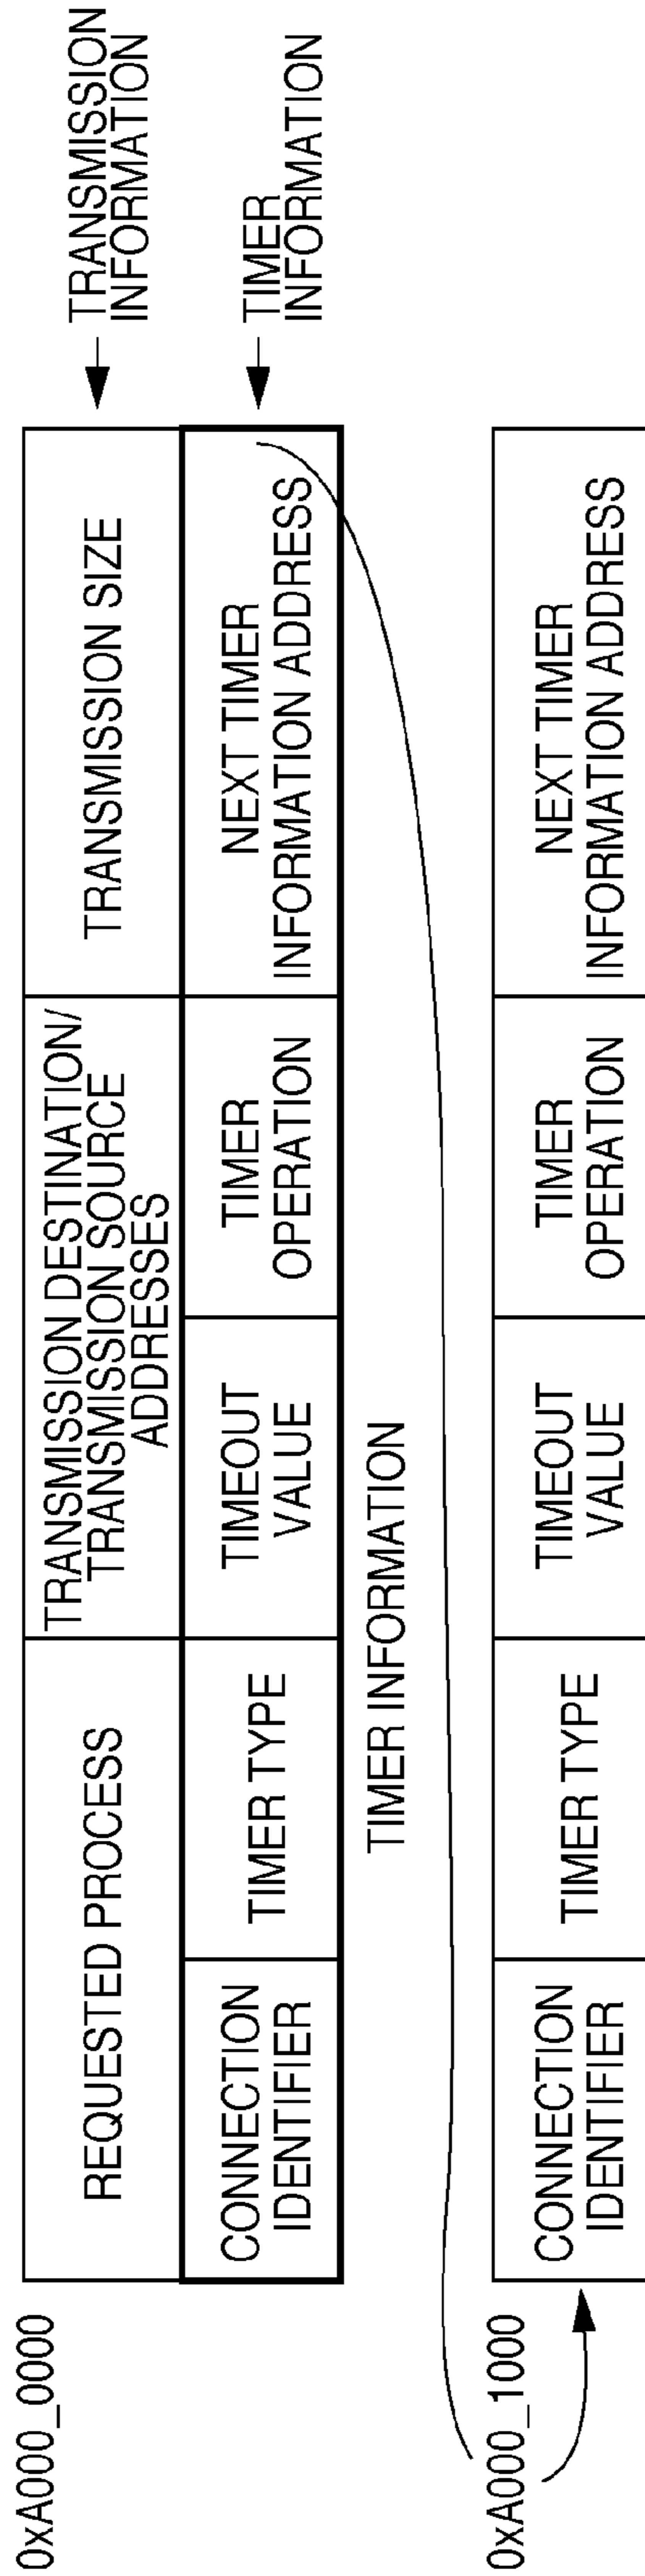 0xA000_0000
REQUESTED PROCESS
TRANSMISSION DESTINATION/
TRANSMISSION SOURCE
ADDRESSES
TRANSMISSION SIZE
TRANSMISSION
INFORMATION
CONNECTION
IDENTIFIER
TIMER TYPE
TIMEOUT
VALUE
TIMER
OPERATION
NEXT TIMER
INFORMATION ADDRESS
TIMER
INFORMATION
TIMER INFORMATION
0xA000_1000
CONNECTION
IDENTIFIER
TIMER TYPE
TIMEOUT
VALUE
TIMER
OPERATION
NEXT TIMER
INFORMATION ADDRESS